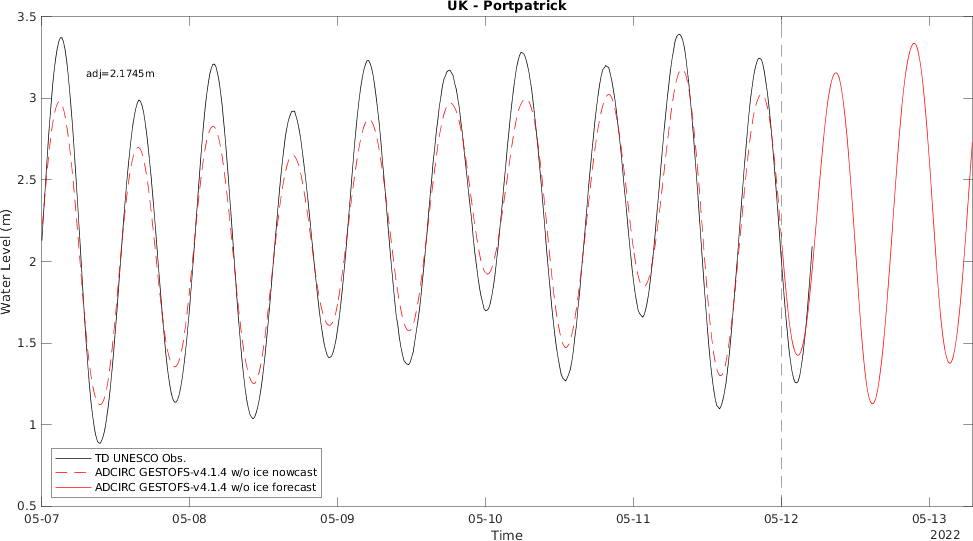 UK - Portpatrick
3.5
3
2.5
2
1.5
1
0.5
Water Level (m)
adj=2.1745m
TD UNESCO Obs.
ADCIRC GESTOFS-v4.1.4 w/o ice nowcast
ADCIRC GESTOFS-v4.1.4 w/o ice forecast
05-07 05-08 05-09 05-10 05-11 05-12 05-13
Time
2022